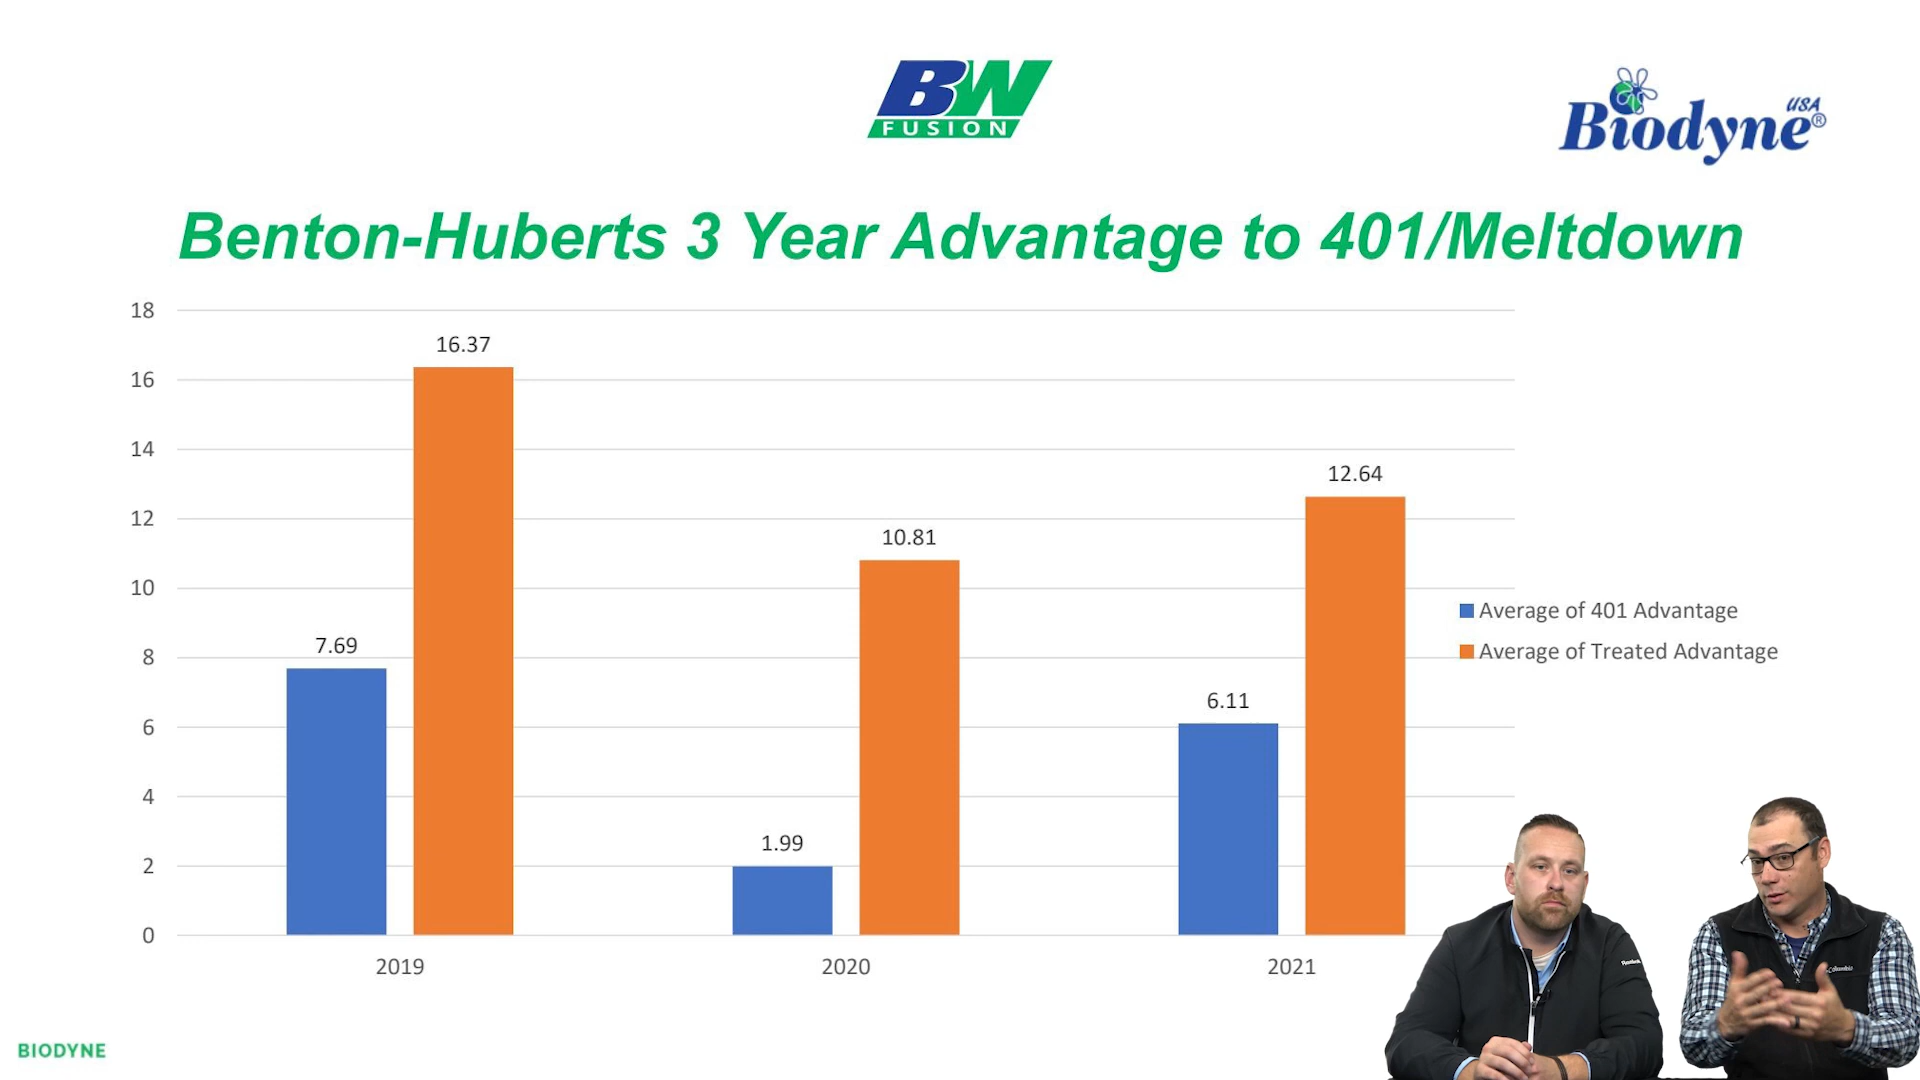 BW
FUSION
Biodyne USA®
Benton-Huberts 3 Year Advantage to 401/Meltdown
18
16
14
12
10
8
6
4
2
0
16.37
7.69
10.81
1.99
12.64
6.11
2019
2020
2021
Average of 401 Advantage
Average of Treated Advantage
Reebok
Columbia
BIODYNE